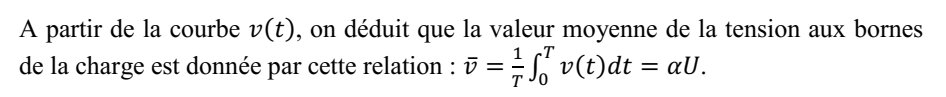 A partir de la courbe 𝑣(𝑡), on déduit que la valeur moyenne de la tension aux bornes
de la charge est donnée par cette relation : 𝑣̅ = 1/𝑇 ∫₀ᵀ 𝑣(𝑡)𝑑𝑡 = 𝛼𝑈.